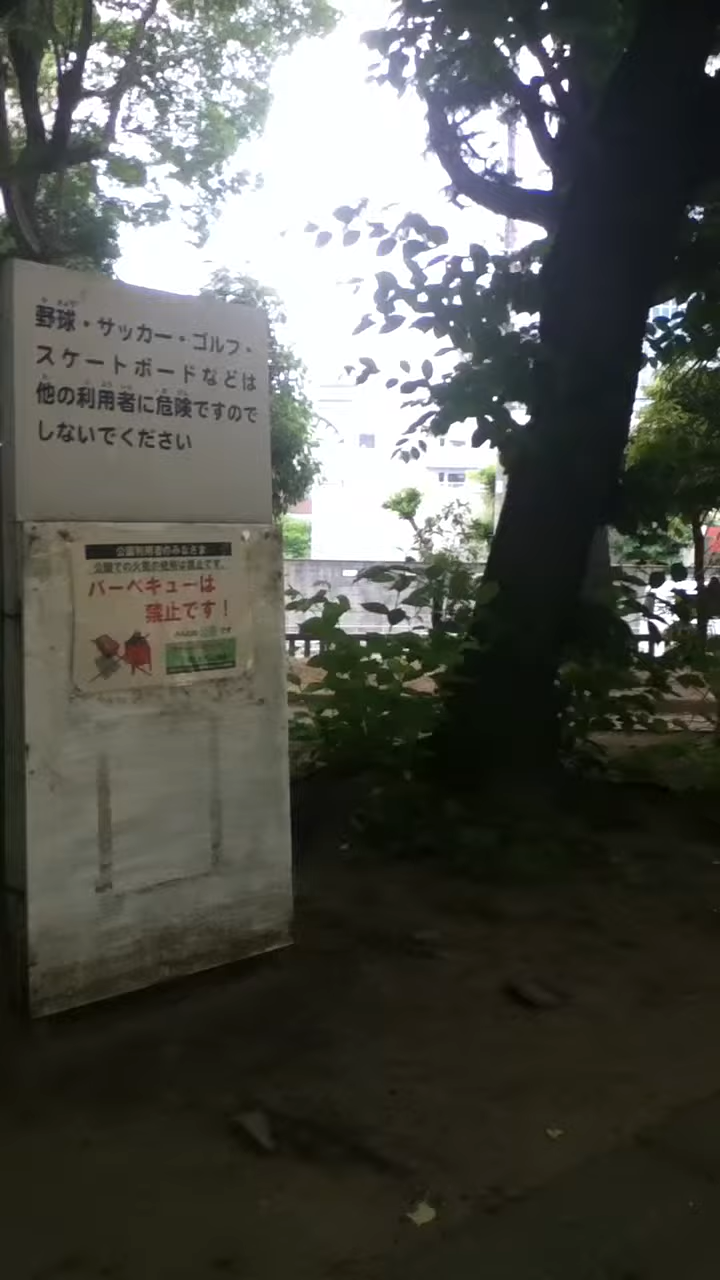 野球・サッカー・ゴルフ・
スケートボードなどは
他の利用者に危険ですので
しないでください
公園利用者のみなさま
公園での火気の使用は禁止です。
バーベキューは
禁止です！